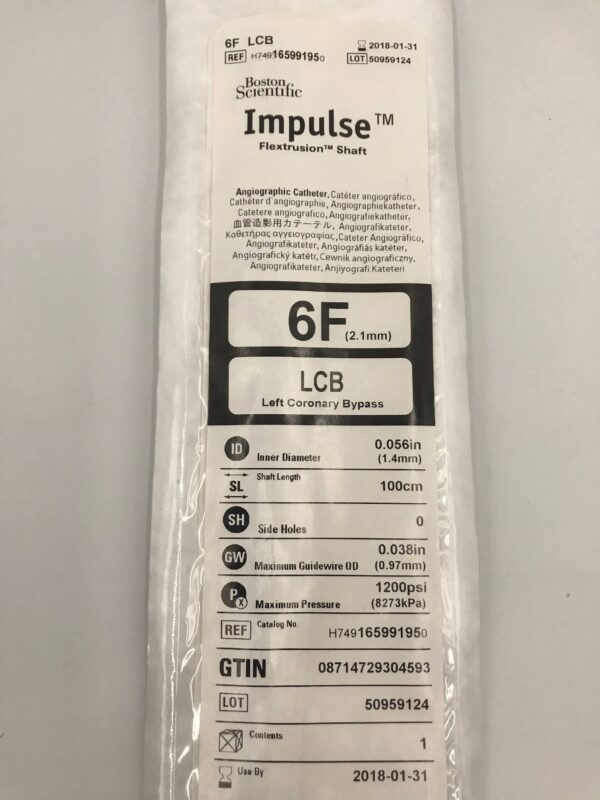 6F LCB
2018-01-31
REF H749165991950
LOT 50959124
Boston
Scientific
Impulse™
Flextrusion™ Shaft
Angiographic Catheter, Catéter angiográfico,
Cathéter d'angiographie, Angiographiekatheter,
Catetere angiografico, Angiografiekatheter,
血管造影用カテーテル, Angiografikateter,
Καθετήρας αγγειογραφίας, Cateter Angiográfico,
Angiografikateter, Angiográfiás katéter,
Angiografický katétr, Cewnik angiograficzny,
Angiografikateter, Anjiyografi Kateteri
6F (2.1mm)
LCB
Left Coronary Bypass
ID Inner Diameter 0.056in
(1.4mm)
SL Shaft Length 100cm
SH Side Holes 0
GW Maximum Guidewire OD 0.038in
(0.97mm)
Px Maximum Pressure 1200psi
(8273kPa)
REF Catalog No. H749165991950
GTIN 08714729304593
LOT 50959124
Contents 1
Use By 2018-01-31